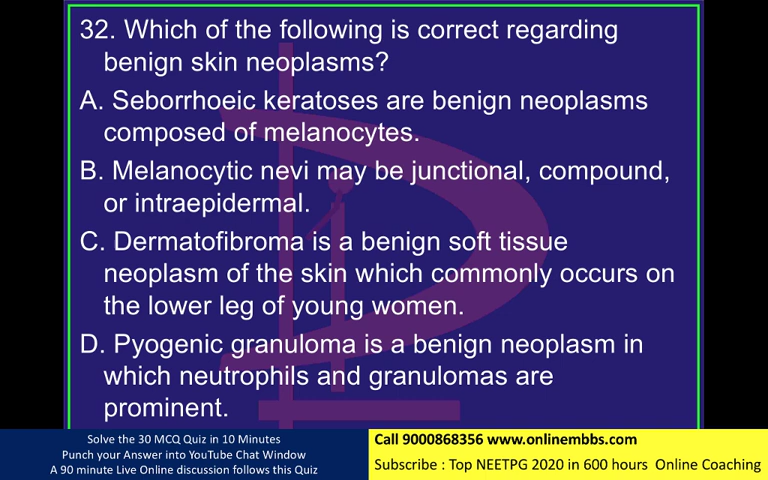 32. Which of the following is correct regarding
benign skin neoplasms?
A. Seborrhoeic keratoses are benign neoplasms
composed of melanocytes.
B. Melanocytic nevi may be junctional, compound,
or intraepidermal.
C. Dermatofibroma is a benign soft tissue
neoplasm of the skin which commonly occurs on
the lower leg of young women.
D. Pyogenic granuloma is a benign neoplasm in
which neutrophils and granulomas are
prominent.
Solve the 30 MCQ Quiz in 10 Minutes
Punch your Answer into YouTube Chat Window
A 90 minute Live Online discussion follows this Quiz
Call 9000868356 www.onlinembbs.com
Subscribe : Top NEETPG 2020 in 600 hours Online Coaching